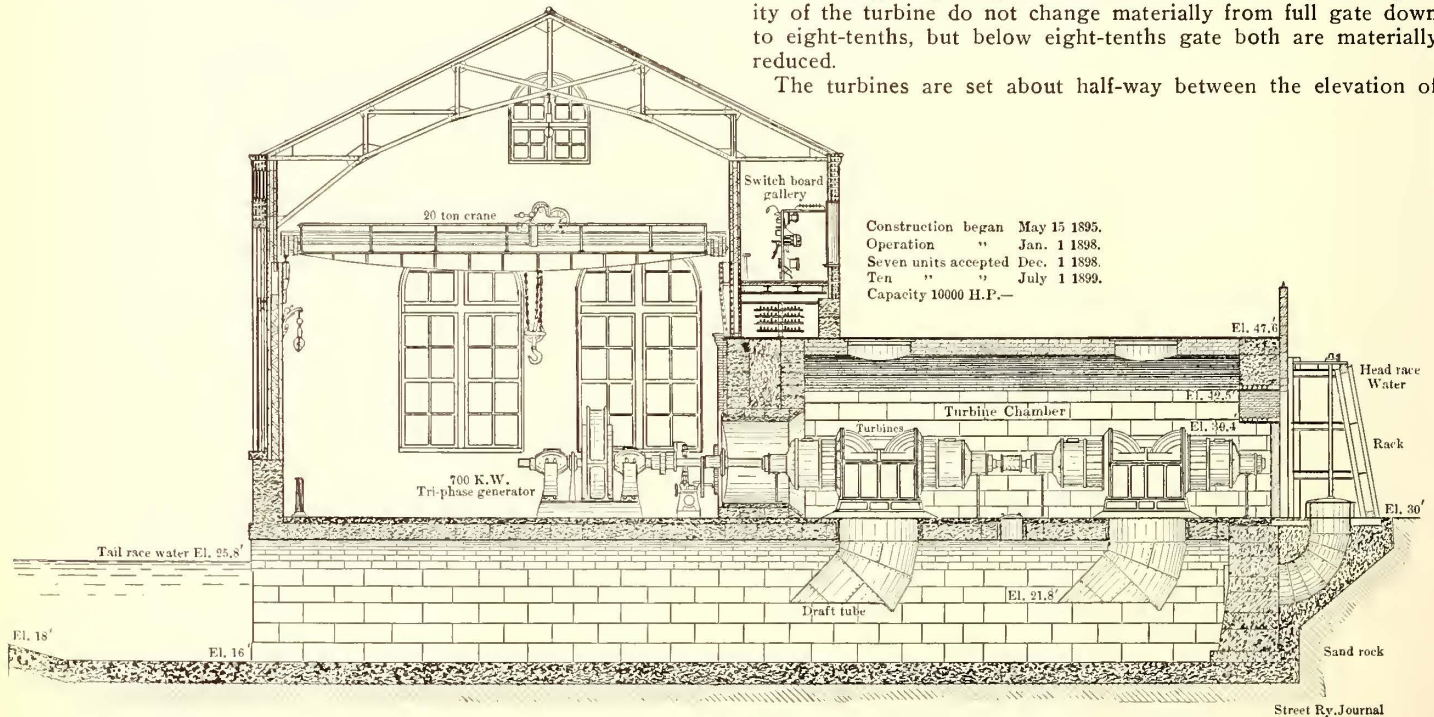 ity of the turbine do not change materially from full gate down
to eight-tenths, but below eight-tenths gate both are materially
reduced.
The turbines are set about half-way between the elevation of
Switch board
gallery
20 ton crane
Construction began May 15 1895.
Operation " Jan. 1 1898.
Seven units accepted Dec. 1 1898.
Ten " " July 1 1899.
Capacity 10000 H.P.—
El. 47.6'
Head race
Water
El. 42.5'
Turbine Chamber
Turbines
El. 39.4
Rack
700 K.W.
Tri-phase generator
El. 30'
Tail race water El. 25.8'
El. 21.8'
Draft tube
El. 18'
El. 16'
Sand rock
Street Ry. Journal